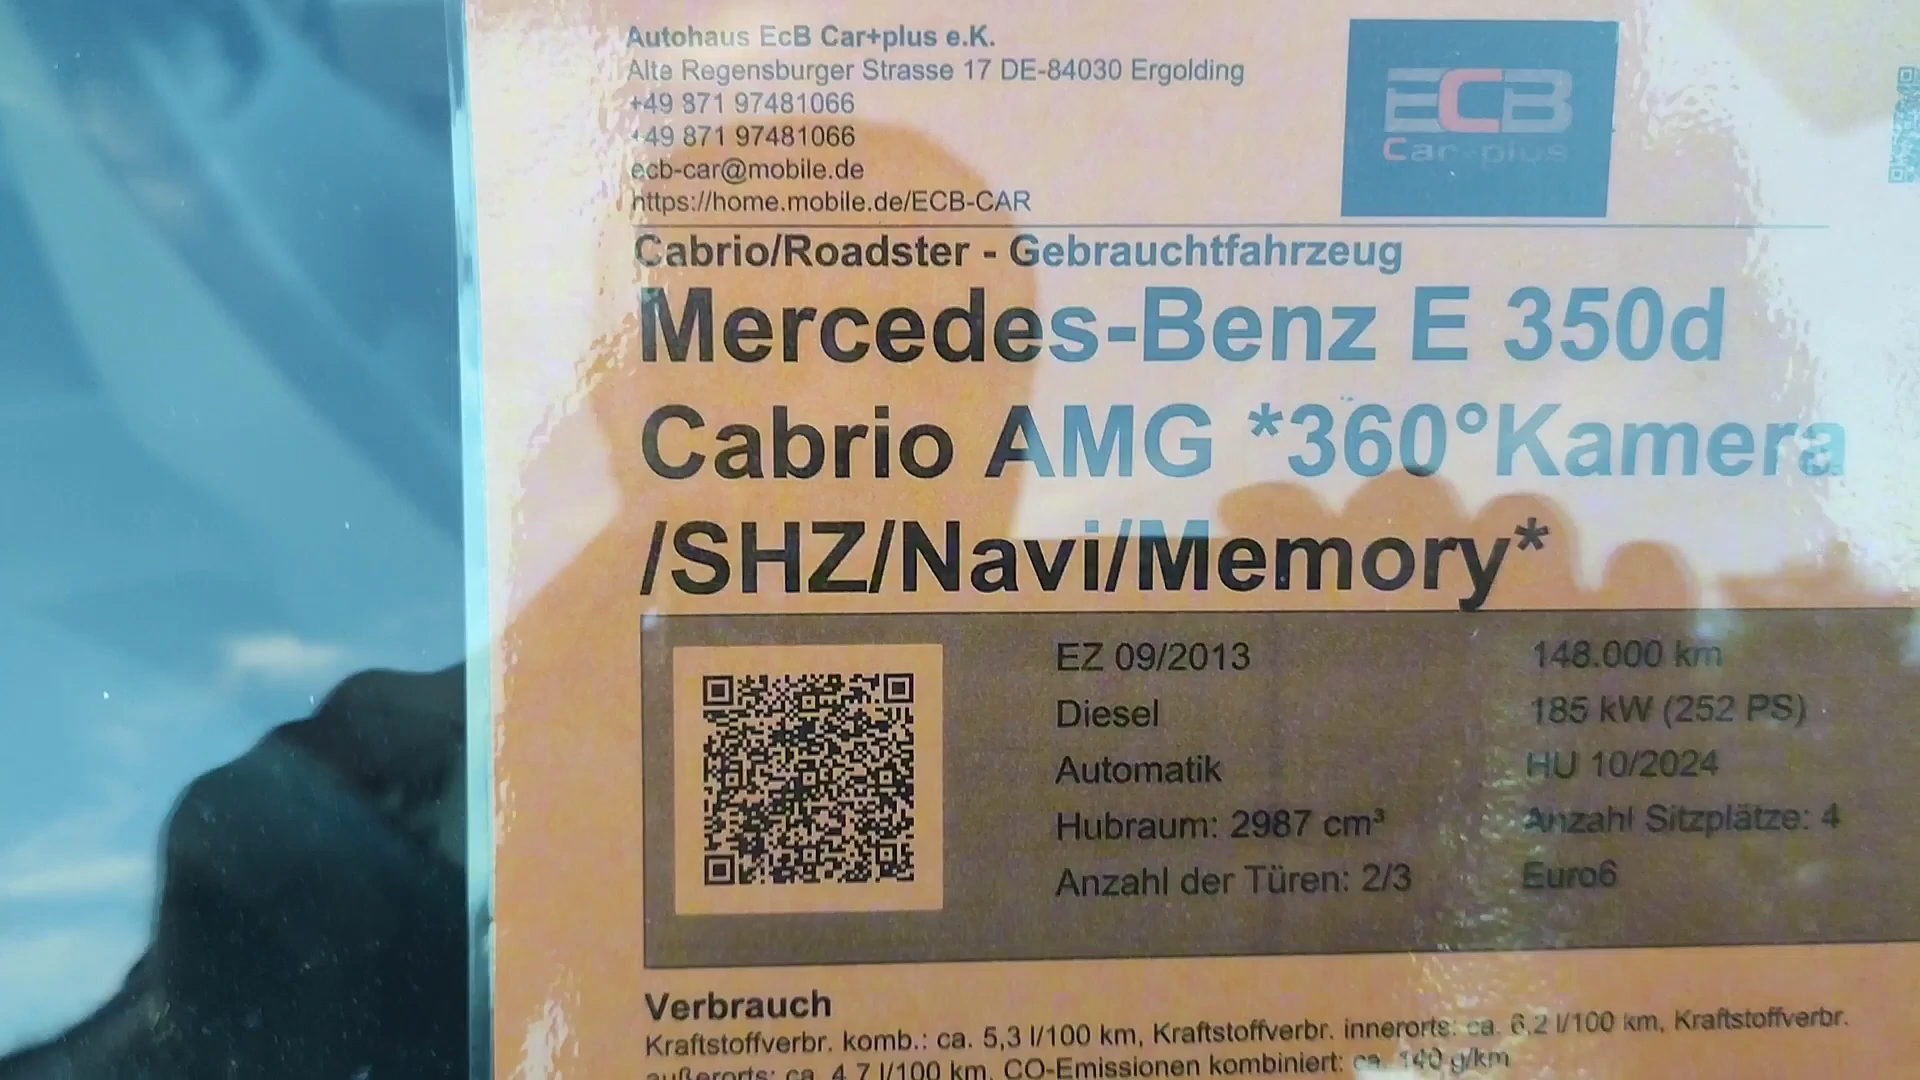 Autohaus EcB Car+plus e.K.
Alte Regensburger Strasse 17 DE-84030 Ergolding
+49 871 97481066
+49 871 97481066
ecb-car@mobile.de
https://home.mobile.de/ECB-CAR
ECB
Car+plus
Cabrio/Roadster - Gebrauchtfahrzeug
Mercedes-Benz E 350d
Cabrio AMG *360°Kamera
/SHZ/Navi/Memory*
EZ 09/2013 148.000 km
Diesel 185 kW (252 PS)
Automatik HU 10/2024
Hubraum: 2987 cm³ Anzahl Sitzplätze: 4
Anzahl der Türen: 2/3 Euro6
Verbrauch
Kraftstoffverbr. komb.: ca. 5,3 l/100 km, Kraftstoffverbr. innerorts: ca. 6,2 l/100 km, Kraftstoffverbr.
außerorts: ca. 4,7 l/100 km, CO-Emissionen kombiniert: ca. 140 g/km